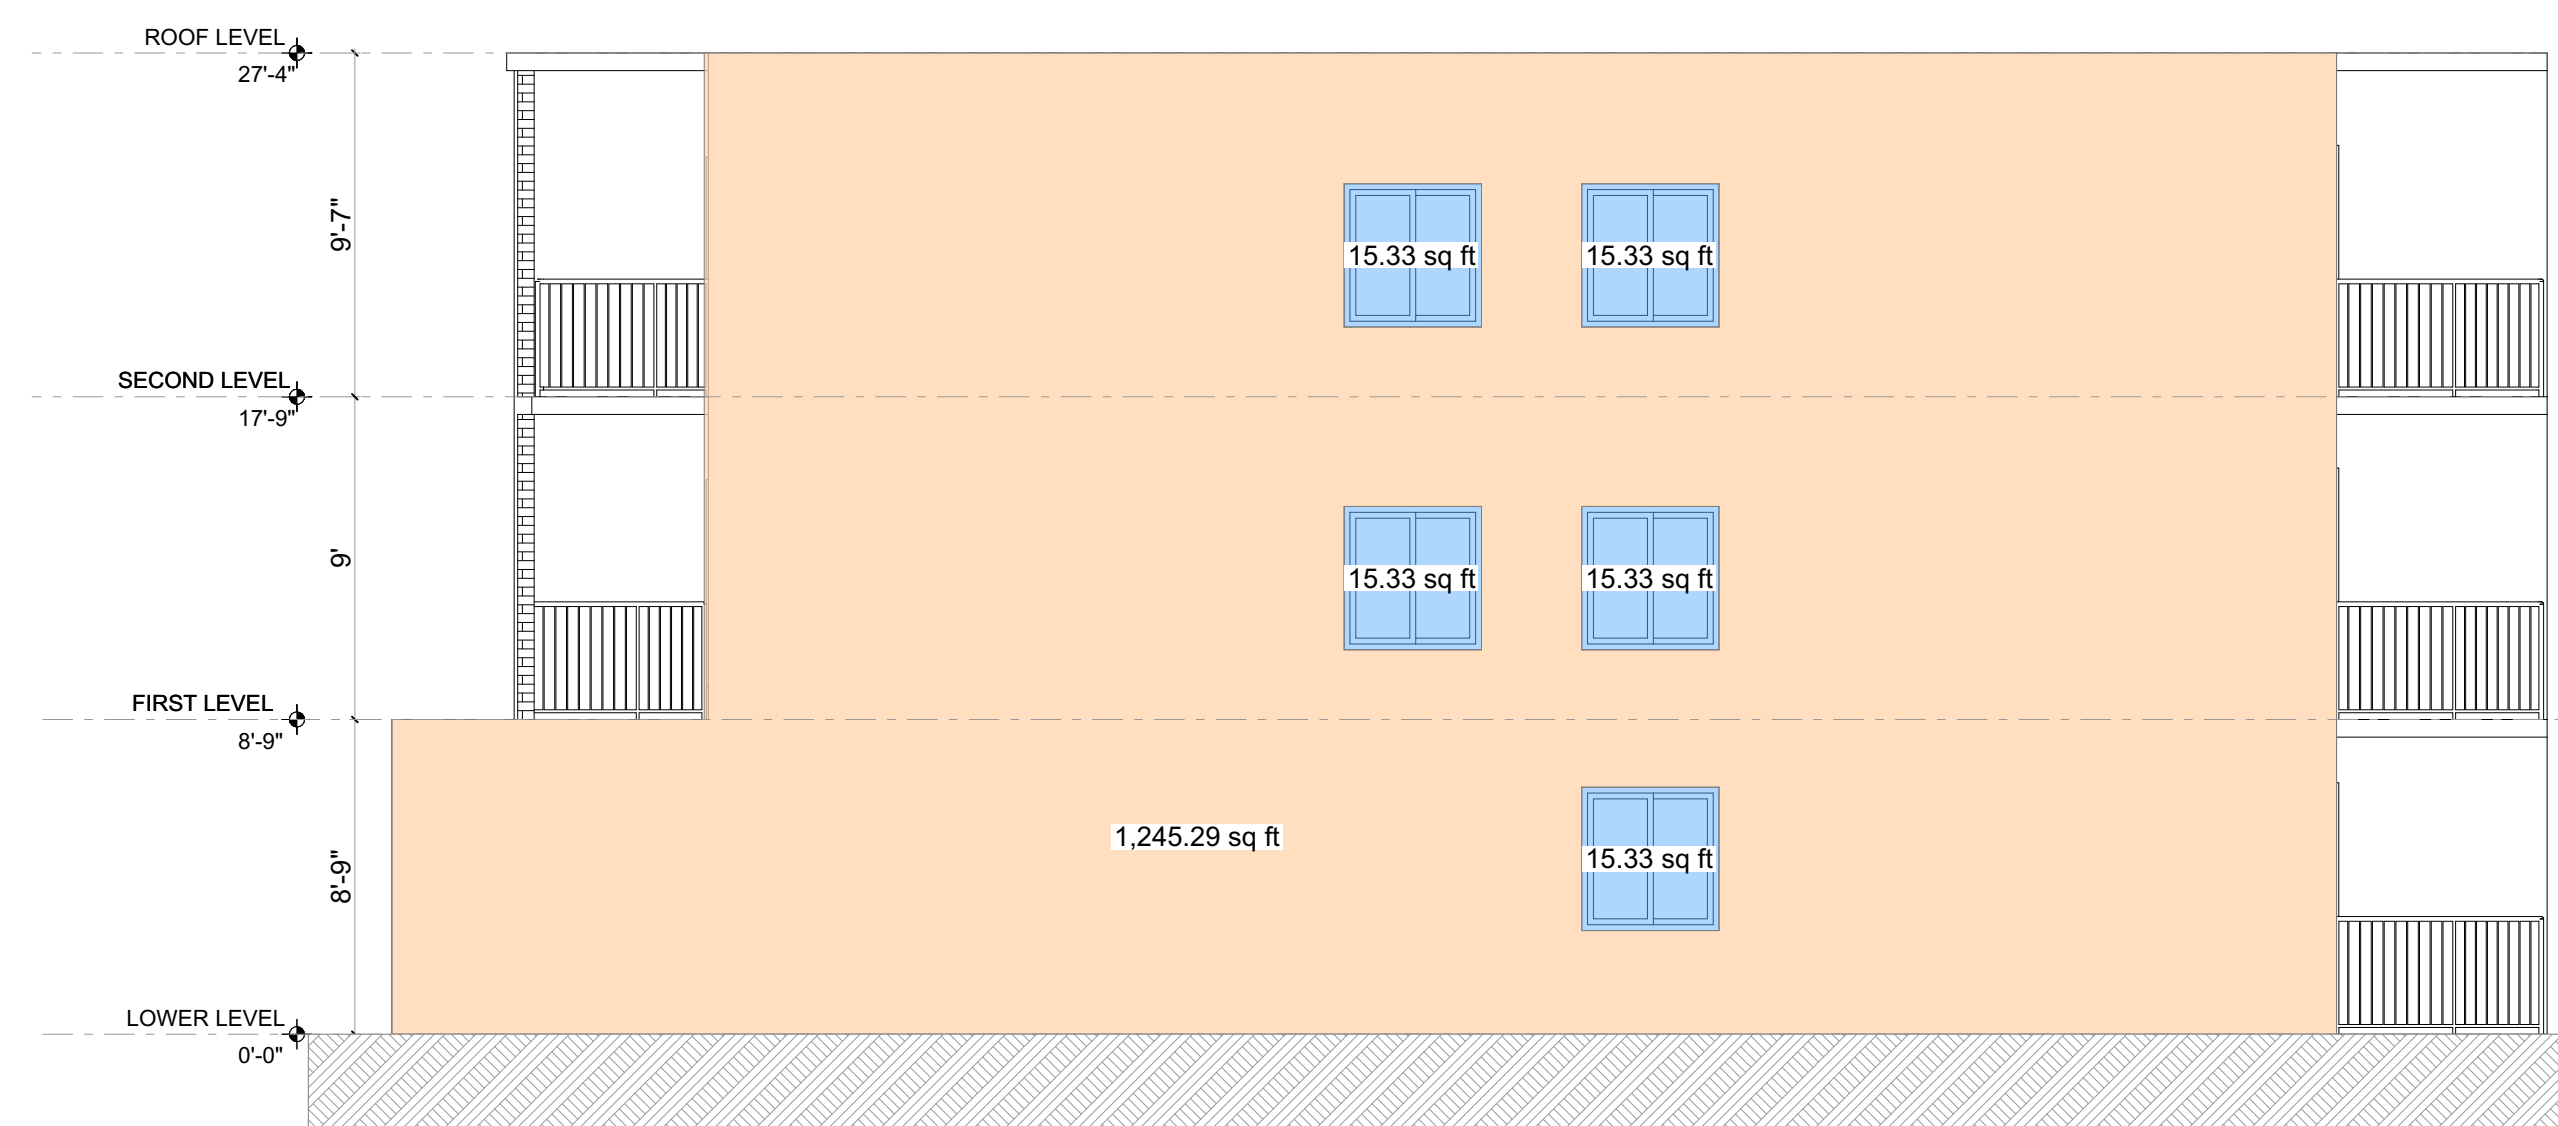 ROOF LEVEL
27'-4"
9'-7"
15.33 sq ft
15.33 sq ft
SECOND LEVEL
17'-9"
9'
15.33 sq ft
15.33 sq ft
FIRST LEVEL
8'-9"
8'-9"
1,245.29 sq ft
15.33 sq ft
LOWER LEVEL
0'-0"